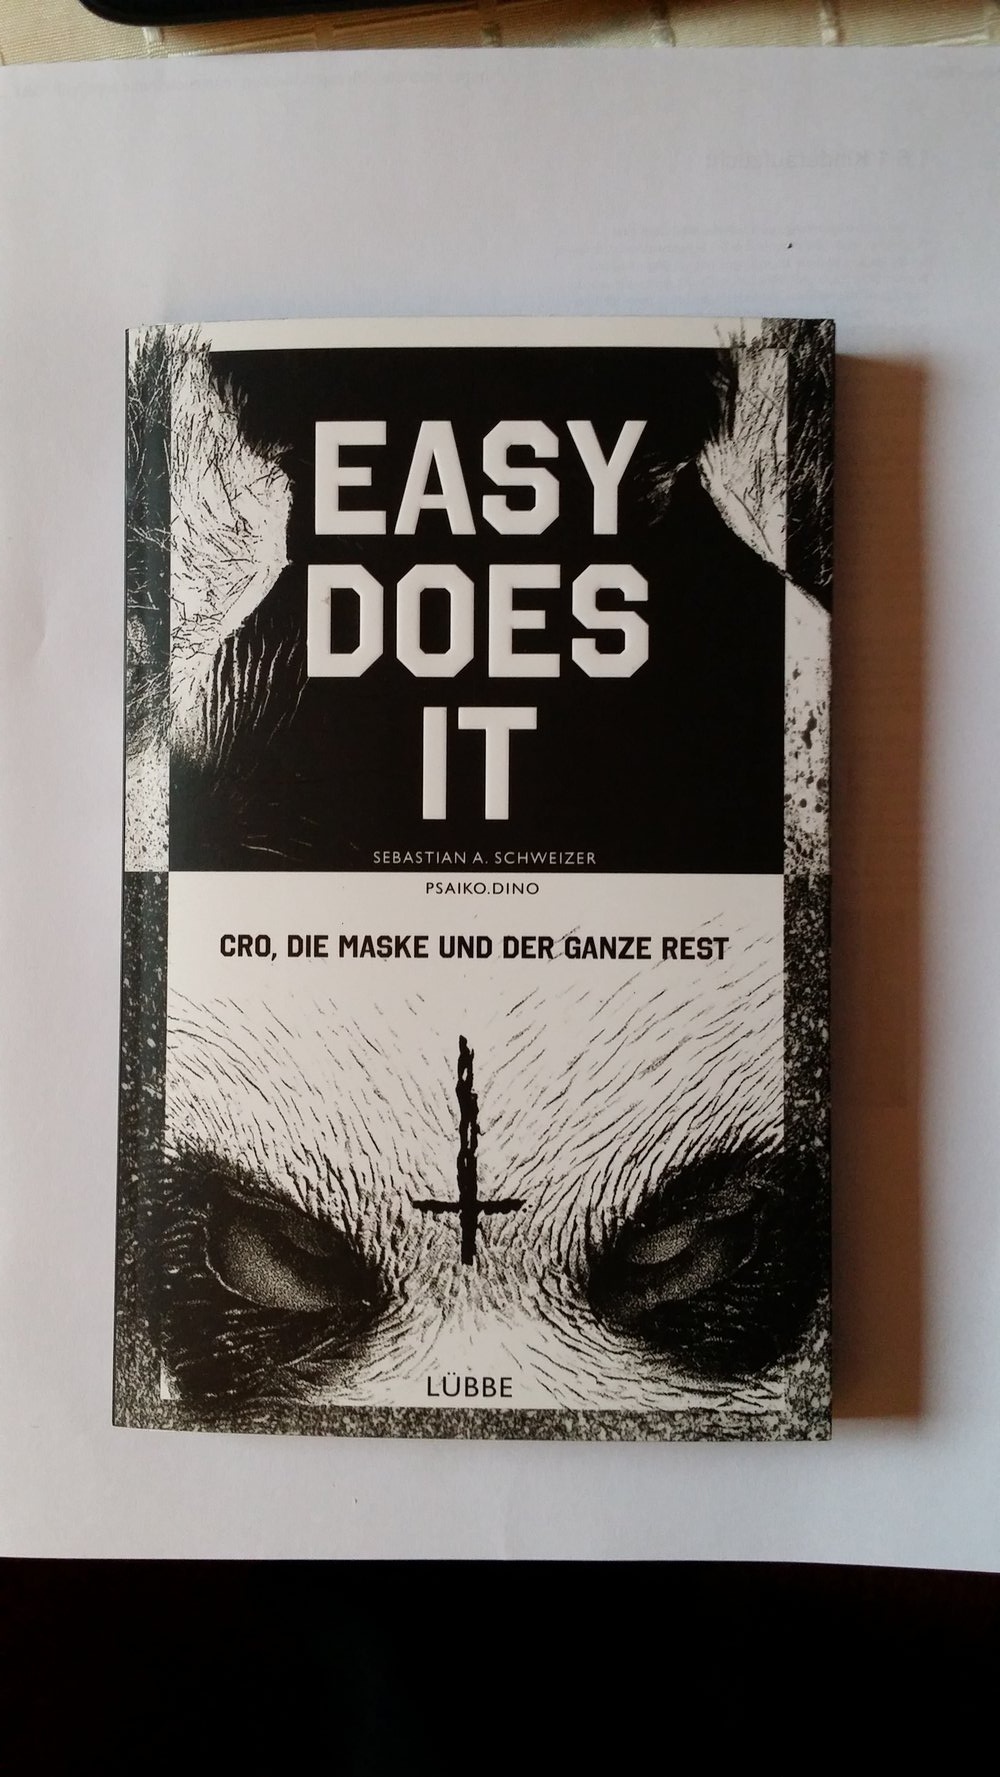 EASY
DOES
IT
SEBASTIAN A. SCHWEIZER
PSAIKO.DINO
CRO, DIE MASKE UND DER GANZE REST
LÜBBE